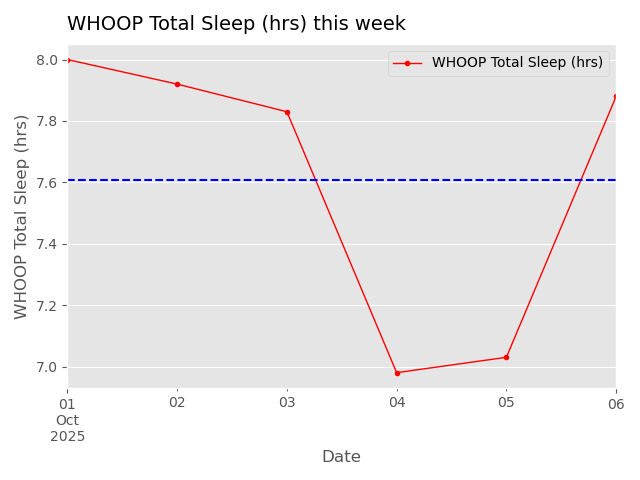 WHOOP Total Sleep (hrs) this week
WHOOP Total Sleep (hrs)
WHOOP Total Sleep (hrs)
8.0
7.8
7.6
7.4
7.2
7.0
01 02 03 04 05 06
Oct
2025
Date